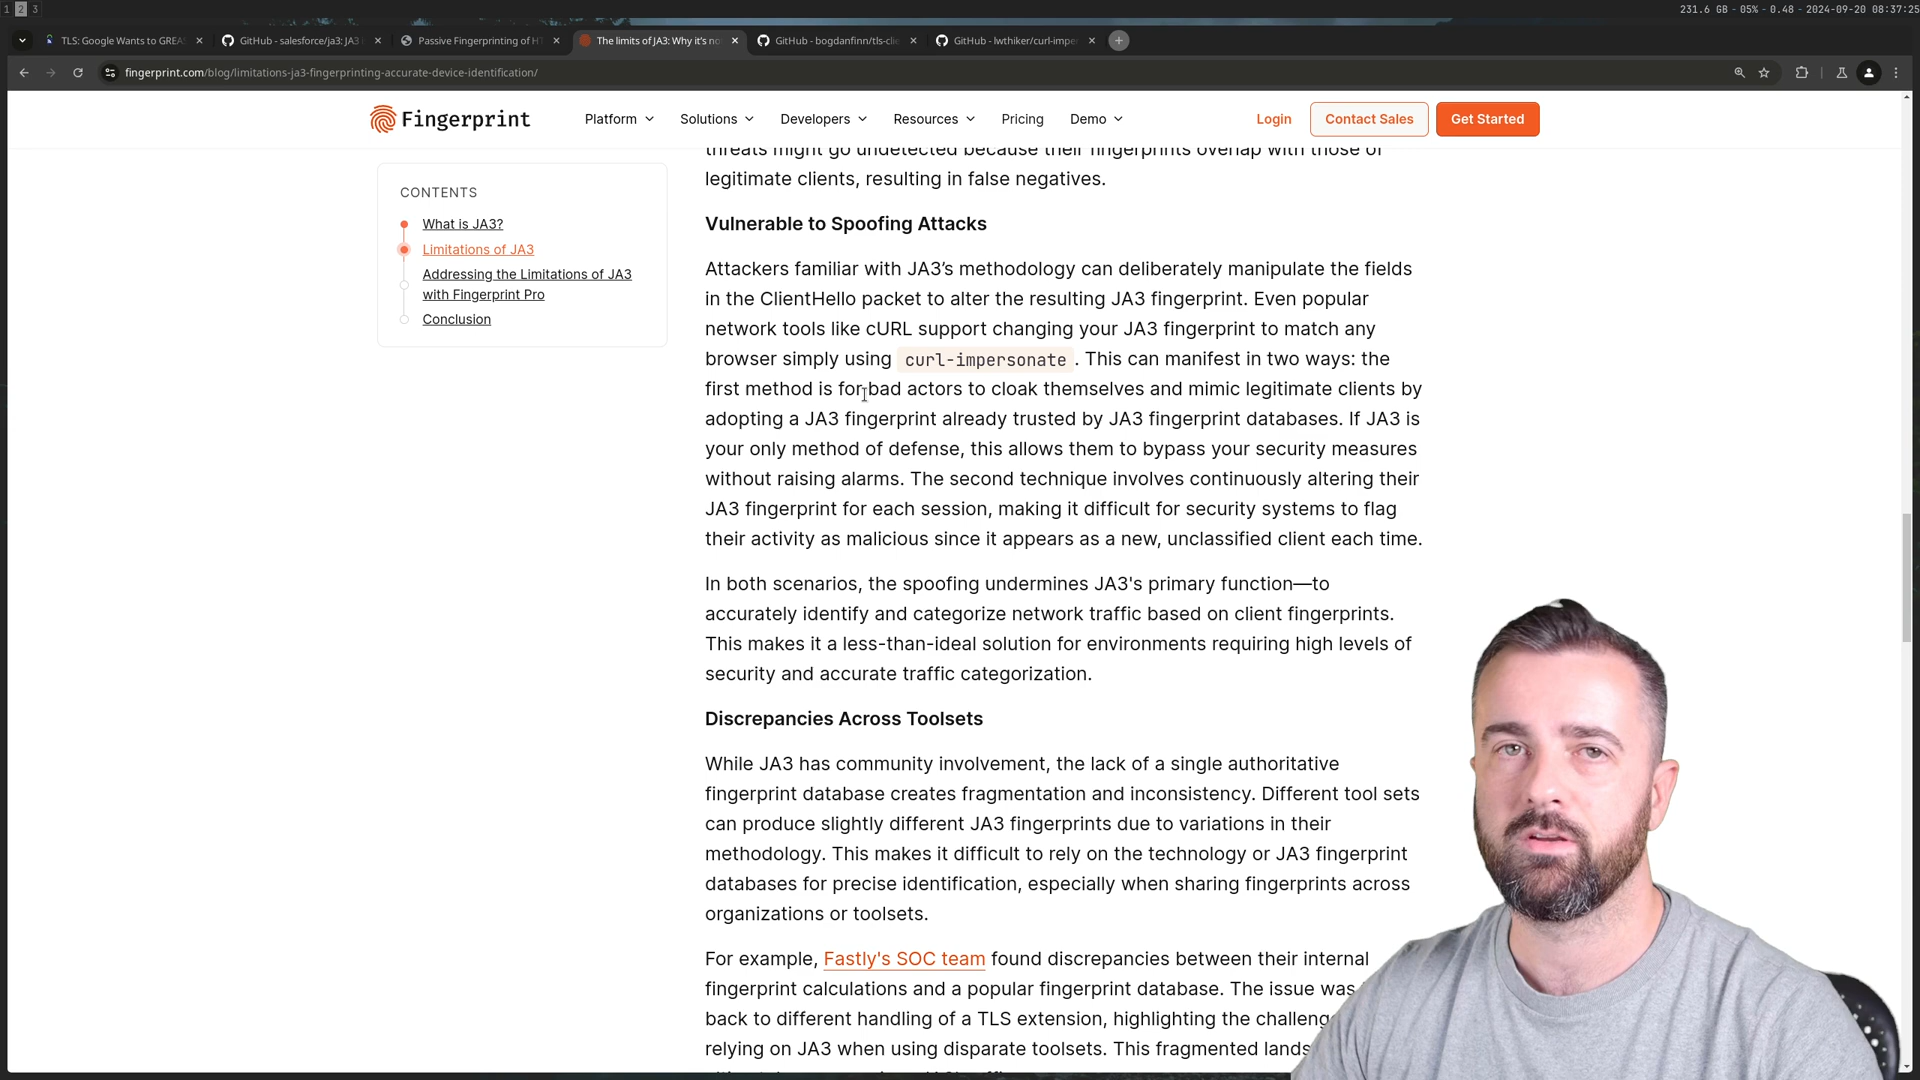 1 2 3
231.6 GB - 05% - 0.48 - 2024-09-20 08:37:25
TLS: Google Wants to GREA
GitHub - salesforce/ja3: JA3
Passive Fingerprinting of HT
The limits of JA3: Why it's no
GitHub - bogdanfinn/tls-clie
GitHub - lwthiker/curl-impe
fingerprint.com/blog/limitations-ja3-fingerprinting-accurate-device-identification/
Fingerprint
Platform
Solutions
Developers
Resources
Pricing
Demo
Login
Contact Sales
Get Started
CONTENTS
What is JA3?
Limitations of JA3
Addressing the Limitations of JA3
with Fingerprint Pro
Conclusion
threats might go undetected because their fingerprints overlap with those of
legitimate clients, resulting in false negatives.
Vulnerable to Spoofing Attacks
Attackers familiar with JA3’s methodology can deliberately manipulate the fields
in the ClientHello packet to alter the resulting JA3 fingerprint. Even popular
network tools like cURL support changing your JA3 fingerprint to match any
browser simply using curl-impersonate. This can manifest in two ways: the
first method is for bad actors to cloak themselves and mimic legitimate clients by
adopting a JA3 fingerprint already trusted by JA3 fingerprint databases. If JA3 is
your only method of defense, this allows them to bypass your security measures
without raising alarms. The second technique involves continuously altering their
JA3 fingerprint for each session, making it difficult for security systems to flag
their activity as malicious since it appears as a new, unclassified client each time.
In both scenarios, the spoofing undermines JA3's primary function—to
accurately identify and categorize network traffic based on client fingerprints.
This makes it a less-than-ideal solution for environments requiring high levels of
security and accurate traffic categorization.
Discrepancies Across Toolsets
While JA3 has community involvement, the lack of a single authoritative
fingerprint database creates fragmentation and inconsistency. Different tool sets
can produce slightly different JA3 fingerprints due to variations in their
methodology. This makes it difficult to rely on the technology or JA3 fingerprint
databases for precise identification, especially when sharing fingerprints across
organizations or toolsets.
For example, Fastly's SOC team found discrepancies between their internal
fingerprint calculations and a popular fingerprint database. The issue was
back to different handling of a TLS extension, highlighting the challeng
relying on JA3 when using disparate toolsets. This fragmented lands